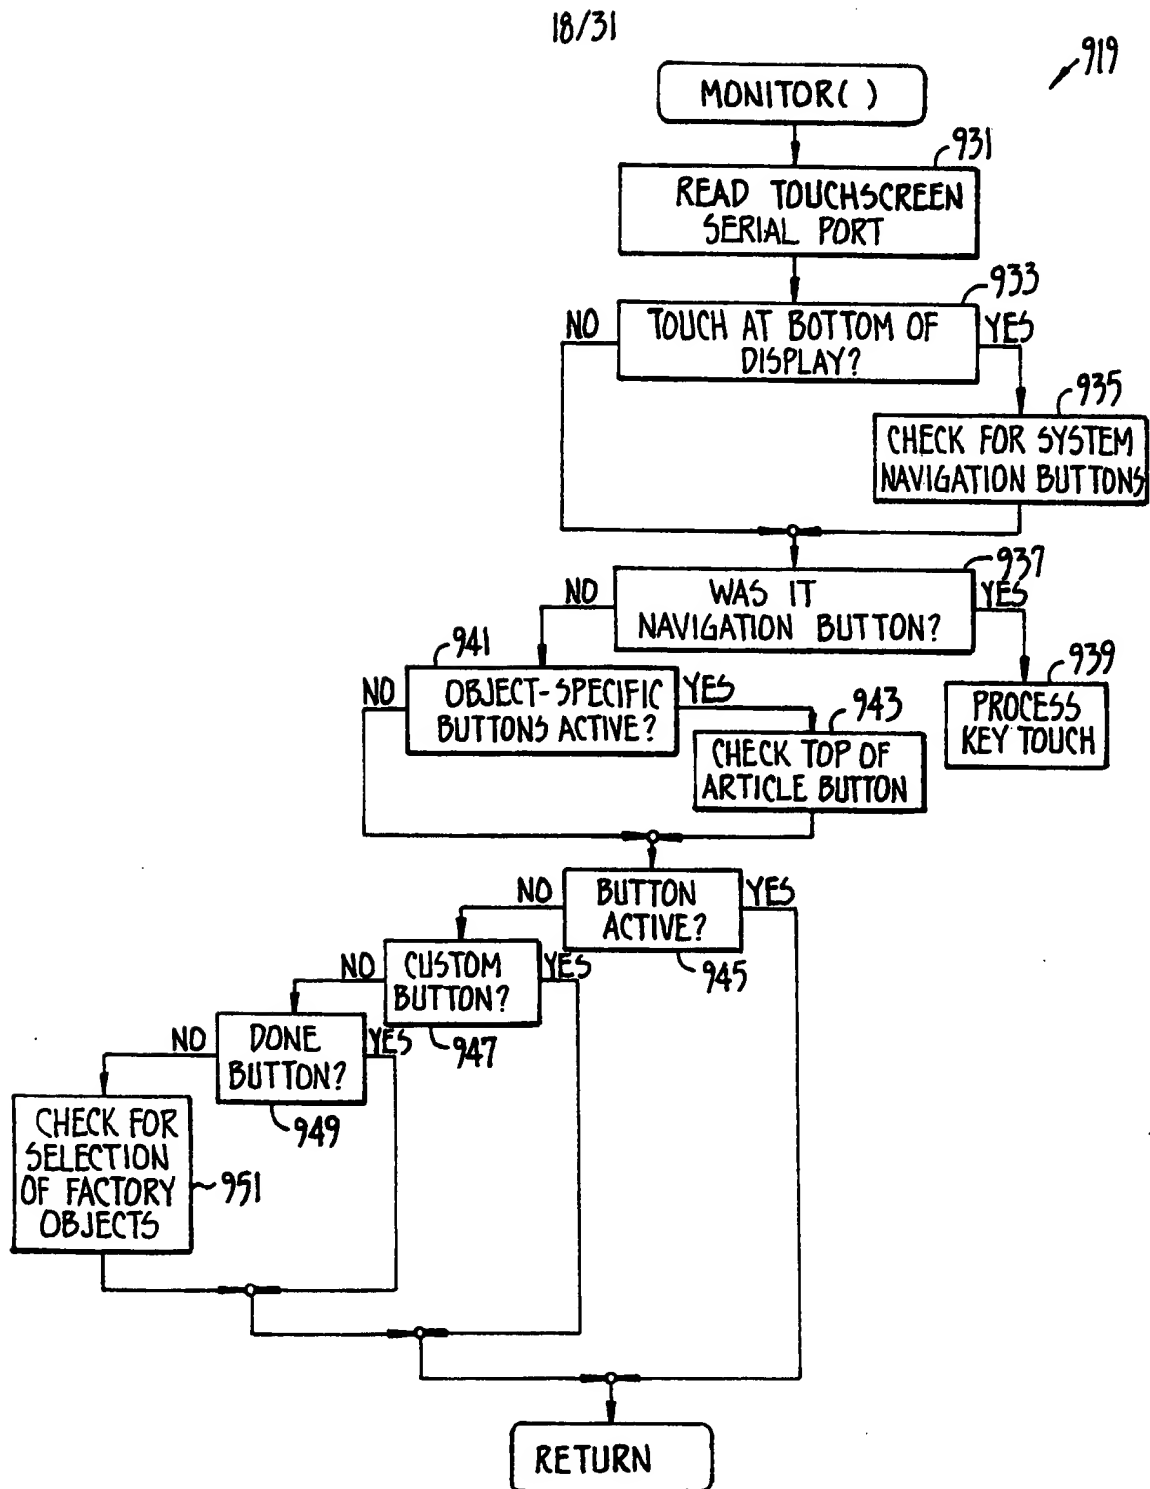 18/31
919
MONITOR( )
931
READ TOUCHSCREEN
SERIAL PORT
933
NO
TOUCH AT BOTTOM OF
DISPLAY?
YES
935
CHECK FOR SYSTEM
NAVIGATION BUTTONS
937
NO
WAS IT
NAVIGATION BUTTON?
YES
939
PROCESS
KEY TOUCH
941
NO
OBJECT-SPECIFIC
BUTTONS ACTIVE?
YES
943
CHECK TOP OF
ARTICLE BUTTON
NO
BUTTON
ACTIVE?
YES
945
NO
CUSTOM
BUTTON?
YES
947
NO
DONE
BUTTON?
YES
949
CHECK FOR
SELECTION
OF FACTORY
OBJECTS
951
RETURN